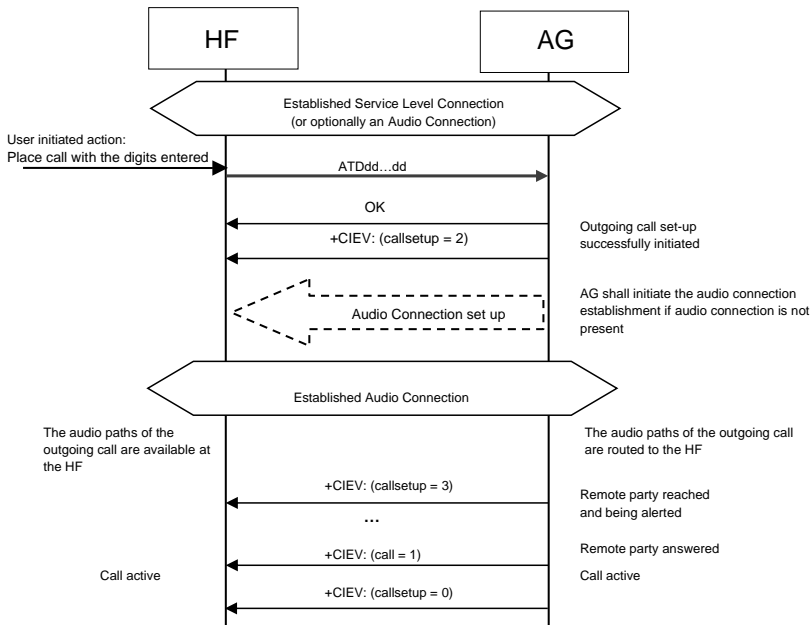 HF
AG
Established Service Level Connection
(or optionally an Audio Connection)
User initiated action:
Place call with the digits entered
ATDdd…dd
OK
+CIEV: (callsetup = 2)
Outgoing call set-up
successfully initiated
Audio Connection set up
AG shall initiate the audio connection
establishment if audio connection is not
present
Established Audio Connection
The audio paths of the
outgoing call are available at
the HF
The audio paths of the outgoing call
are routed to the HF
+CIEV: (callsetup = 3)
Remote party reached
and being alerted
…
+CIEV: (call = 1)
Remote party answered
Call active
Call active
+CIEV: (callsetup = 0)